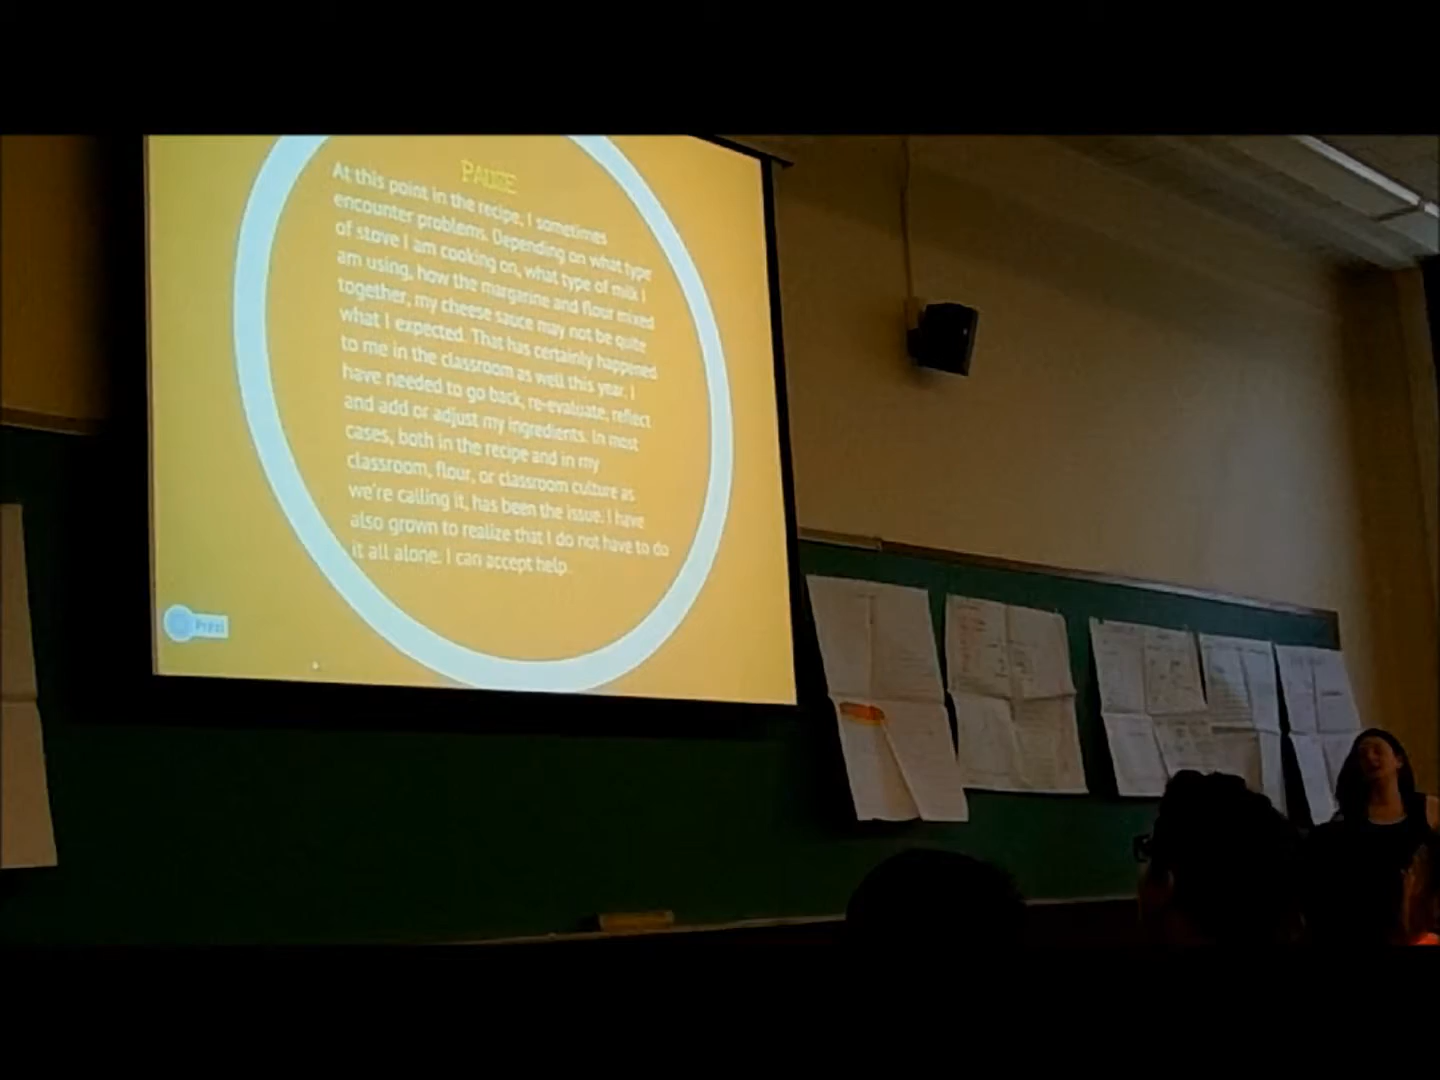 PAUSE
At this point in the recipe, I sometimes
encounter problems. Depending on what type
of stove I am cooking on, what type of milk I
am using, how the margarine and flour mixed
together, my cheese sauce may not be quite
what I expected. That has certainly happened
to me in the classroom as well this year. I
have needed to go back, re-evaluate, reflect
and add or adjust my ingredients. In most
cases, both in the recipe and in my
classroom, flour, or classroom culture as
we're calling it, has been the issue. I have
also grown to realize that I do not have to do
it all alone. I can accept help.
Prezi